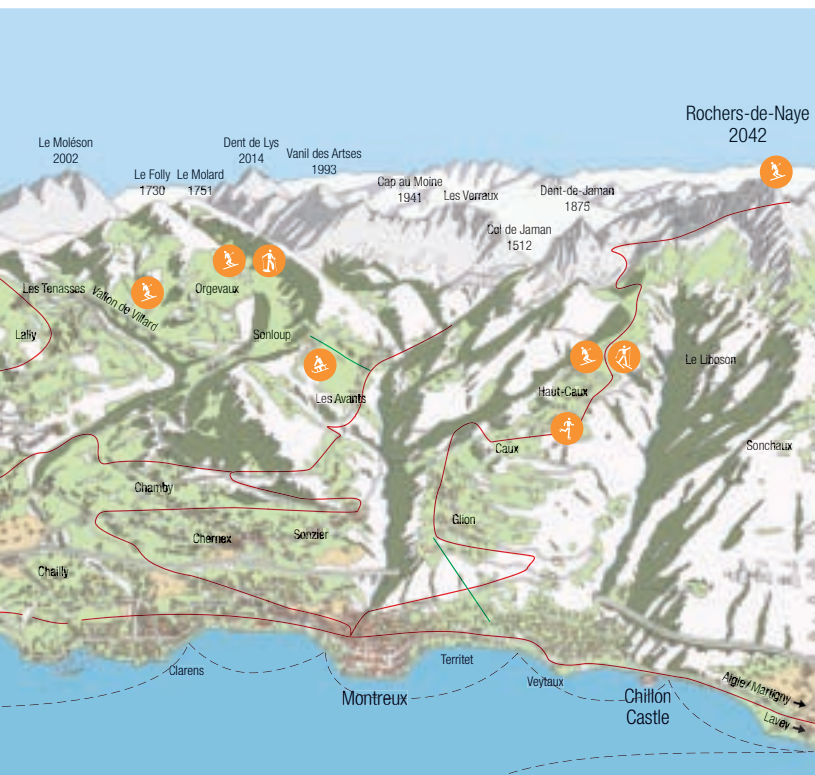 Rochers-de-Naye
2042
Le Moléson
2002
Dent de Lys
2014
Vanil des Artses
1993
Le Folly
1730
Le Molard
1751
Cap au Moine
1941
Les Verraux
Dent-de-Jaman
1875
Col de Jaman
1512
Les Tenasses
Vallon de Villard
Orgevaux
Lally
Sonloup
Le Liboson
Les Avants
Haut-Caux
Caux
Sonchaux
Chamby
Glion
Chernex
Sonzier
Chailly
Clarens
Territet
Veytaux
Montreux
Chillon
Castle
Aigle/Martigny
Lavey